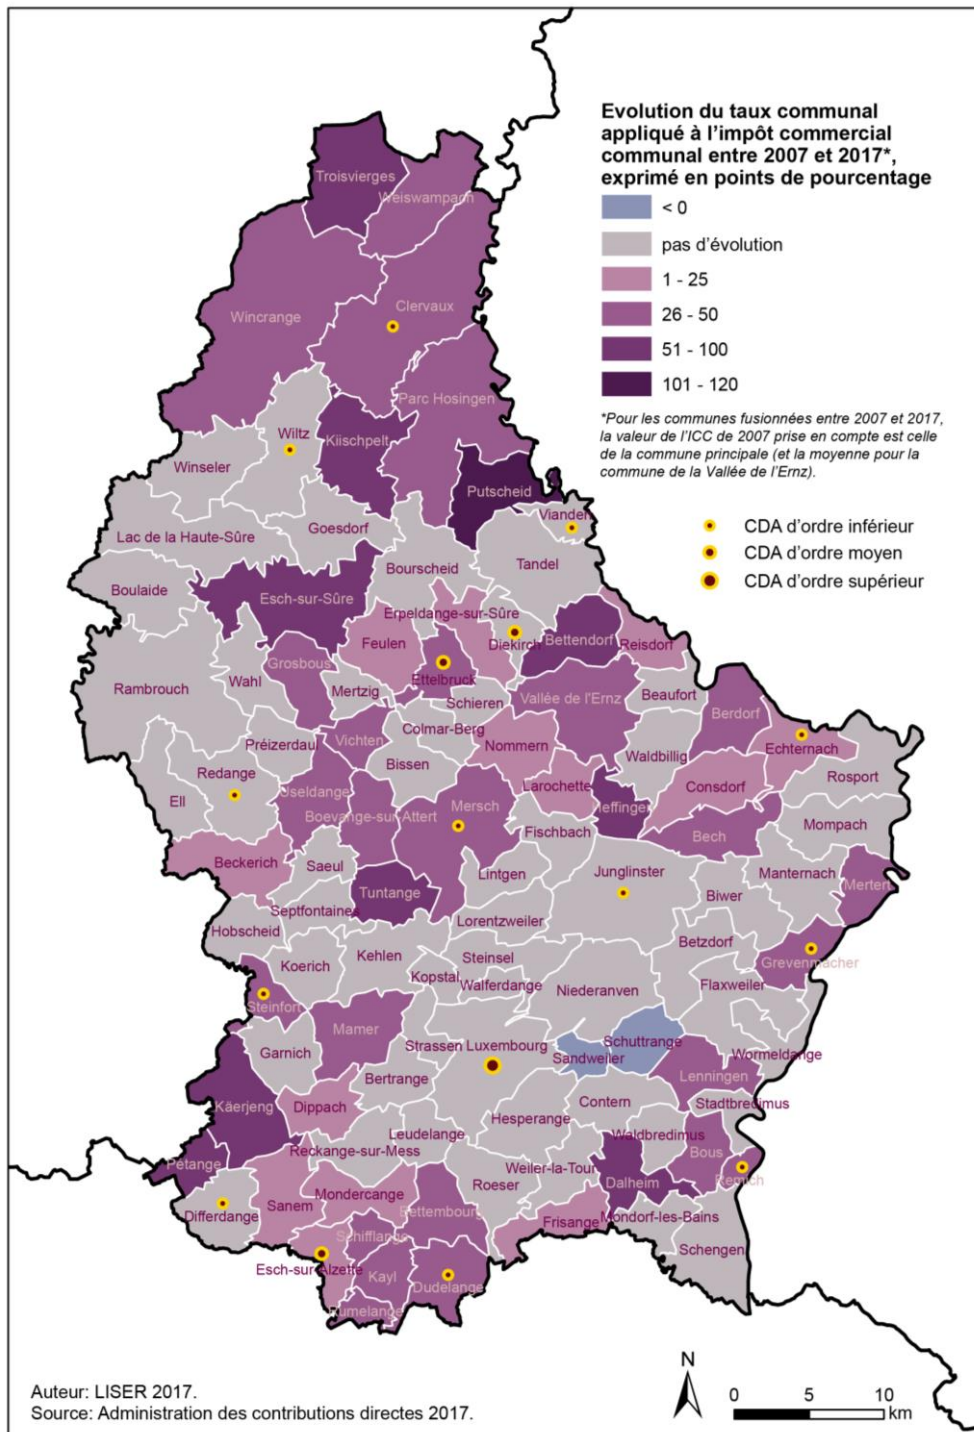 Evolution du taux communal
appliqué à l'impôt commercial
communal entre 2007 et 2017*,
exprimé en points de pourcentage
< 0
pas d'évolution
1 - 25
26 - 50
51 - 100
101 - 120
*Pour les communes fusionnées entre 2007 et 2017,
la valeur de l'ICC de 2007 prise en compte est celle
de la commune principale (et la moyenne pour la
commune de la Vallée de l'Ernz).
CDA d'ordre inférieur
CDA d'ordre moyen
CDA d'ordre supérieur
Troisvierges
Weiswampach
Wincrange
Clervaux
Parc Hosingen
Wiltz
Kiischpelt
Winseler
Putscheid
Vianden
Goesdorf
Lac de la Haute-Sûre
Tandel
Bourscheid
Boulaide
Esch-sur-Sûre
Erpeldange-sur-Sûre
Feulen
Diekirch
Bettendorf
Reisdorf
Grosbous
Ettelbruck
Wahl
Rambrouch
Mertzig
Schieren
Vallée de l'Ernz
Beaufort
Berdorf
Colmar-Berg
Préizerdaul
Vichten
Nommern
Echternach
Bissen
Waldbillig
Redange
Rosport
Ell
Useldange
Larochette
Consdorf
Heffingen
Boevange-sur-Attert
Mersch
Mompach
Fischbach
Bech
Beckerich
Saeul
Lintgen
Junglinster
Manternach
Tuntange
Biwer
Mertert
Septfontaines
Lorentzweiler
Hobscheid
Betzdorf
Kehlen
Steinsel
Koerich
Grevenmacher
Kopstal
Walferdange
Niederanven
Flaxweiler
Steinfort
Mamer
Strassen
Luxembourg
Schuttrange
Garnich
Sandweiler
Wormeldange
Bertrange
Lenningen
Käerjeng
Dippach
Contern
Stadtbredimus
Hesperange
Leudelange
Waldbredimus
Reckange-sur-Mess
Bous
Pétange
Weiler-la-Tour
Remich
Roeser
Dalheim
Mondercange
Sanem
Bettembourg
Differdange
Frisange
Mondorf-les-Bains
Schifflange
Schengen
Esch-sur-Alzette
Kayl
Dudelange
Rumelange
N
0 5 10
km
Auteur: LISER 2017.
Source: Administration des contributions directes 2017.